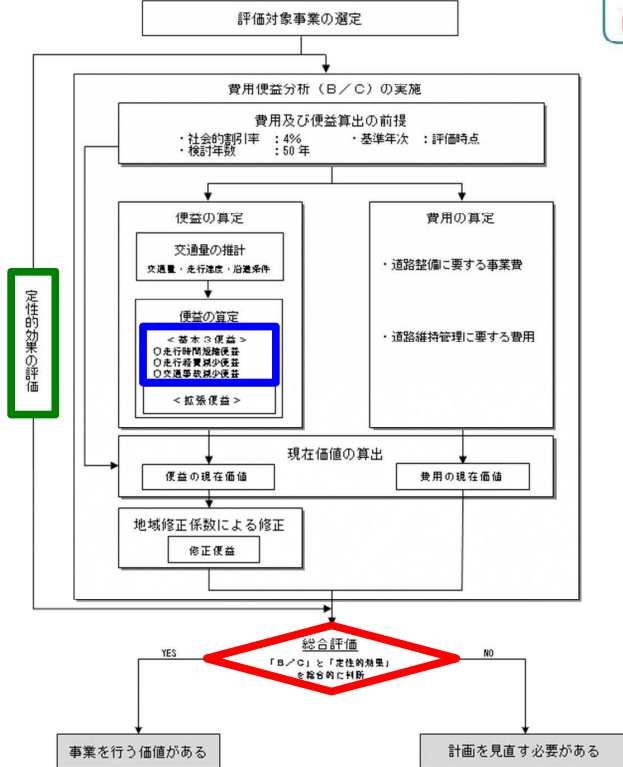 評価対象事業の選定
費用便益分析（B／C）の実施
費用及び便益算出の前提
・社会的割引率　：4%　・基準年次　：評価時点
・検討年数　：50年
便益の算定
交通量の推計
交通量・走行速度・沿道条件
便益の算定
＜基本３便益＞
○走行時間短縮便益
○走行経費減少便益
○交通事故減少便益
＜拡張便益＞
費用の算定
・道路整備に要する事業費
・道路維持管理に要する費用
定性的効果の評価
現在価値の算出
便益の現在価値
費用の現在価値
地域修正係数による修正
修正便益
総合評価
「B／C」と「定性的効果」
を総合的に判断
YES
NO
事業を行う価値がある
計画を見直す必要がある